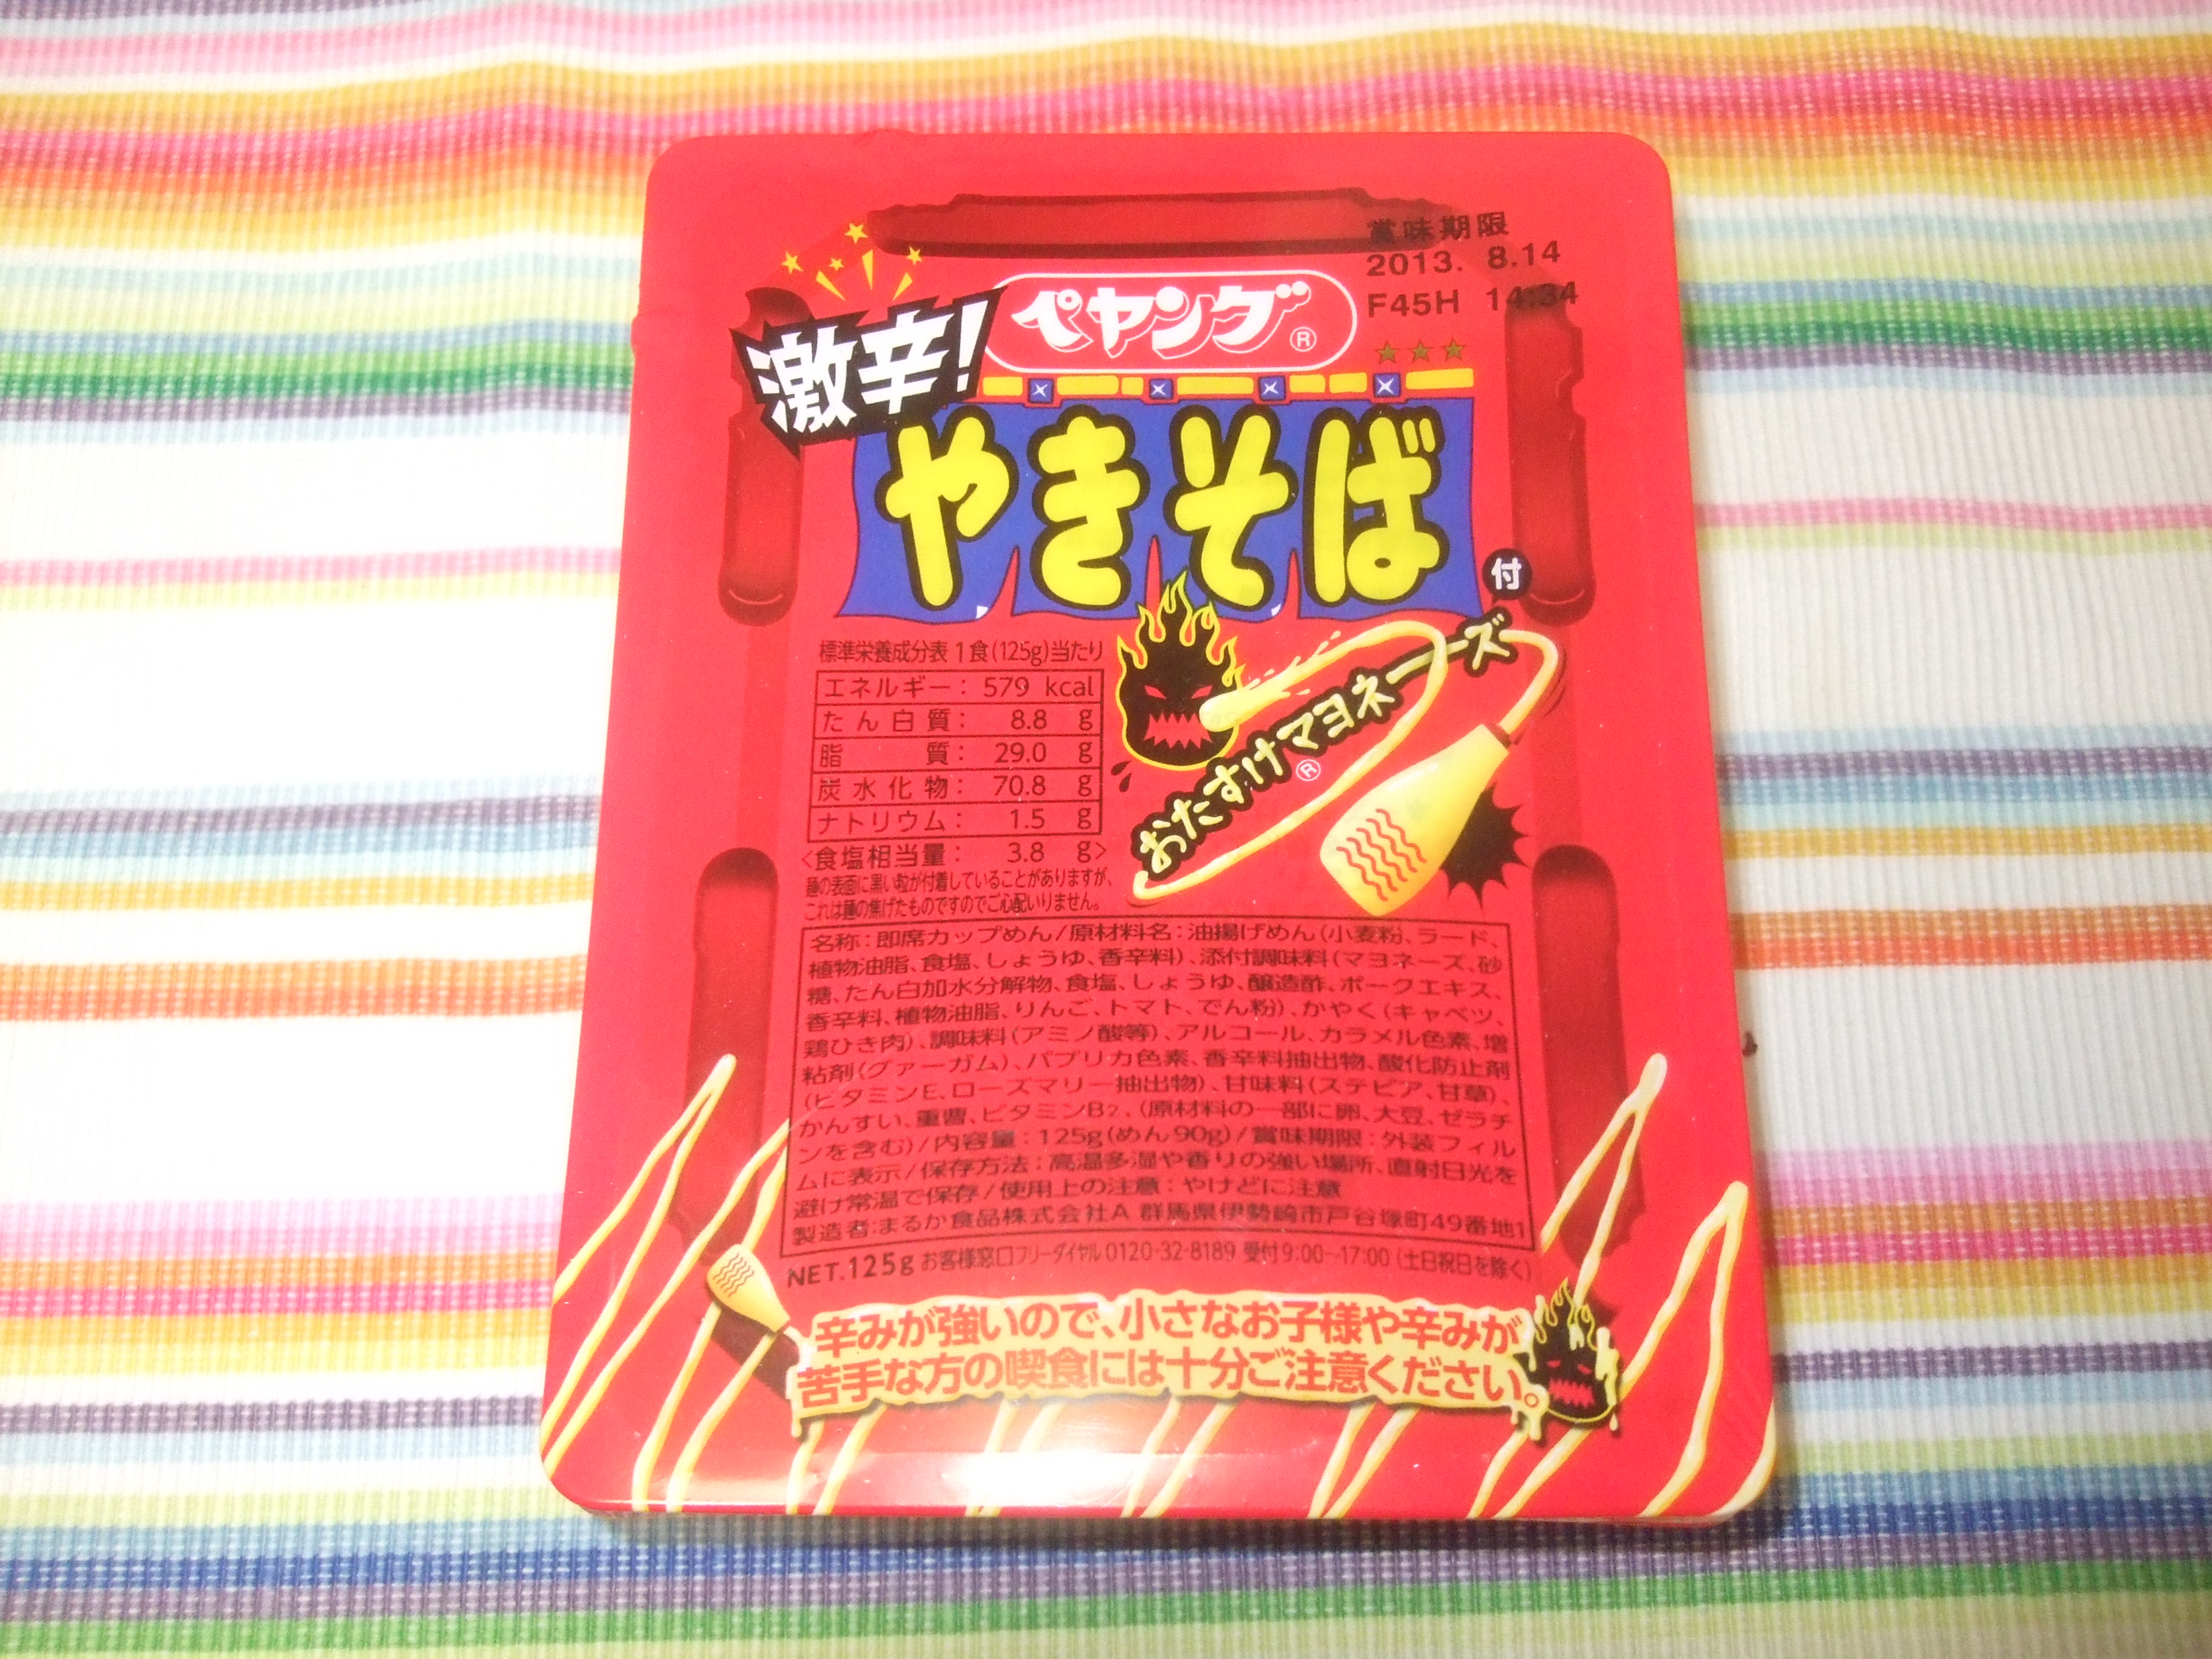 賞味期限
2013. 8.14
F45H 14:34
激辛!
ペヤング®
やきそば
付
おたすけマヨネーズ
®
標準栄養成分表 1食(125g)当たり
エネルギー: 579 kcal
たん白質: 8.8 g
脂質: 29.0 g
炭水化物: 70.8 g
ナトリウム: 1.5 g
<食塩相当量: 3.8 g>
麺の表面に黒い粒が付着していることがありますが、
これは麺の焦げたものですのでご心配いりません。
名称:即席カップめん/原材料名:油揚げめん(小麦粉、ラード、
植物油脂、食塩、しょうゆ、香辛料)、添付調味料(マヨネーズ、砂
糖、たん白加水分解物、食塩、しょうゆ、醸造酢、ポークエキス、
香辛料、植物油脂、りんご、トマト、でん粉)、かやく(キャベツ、
鶏ひき肉)、調味料(アミノ酸等)、アルコール、カラメル色素、増
粘剤(グァーガム)、パプリカ色素、香辛料抽出物、酸化防止剤
(ビタミンE、ローズマリー抽出物)、甘味料(ステビア、甘草)、
かんすい、重曹、ビタミンB2、(原材料の一部に卵、大豆、ゼラチ
ンを含む)/内容量:125g(めん90g)/賞味期限:外装フィル
ムに表示/保存方法:高温多湿や香りの強い場所、直射日光を
避け常温で保存/使用上の注意:やけどに注意
製造者:まるか食品株式会社A 群馬県伊勢崎市戸谷塚町49番地1
NET.125g お客様窓口フリーダイヤル0120-32-8189 受付9:00~17:00 (土日祝日を除く)
辛みが強いので、小さなお子様や辛みが
苦手な方の喫食には十分ご注意ください。